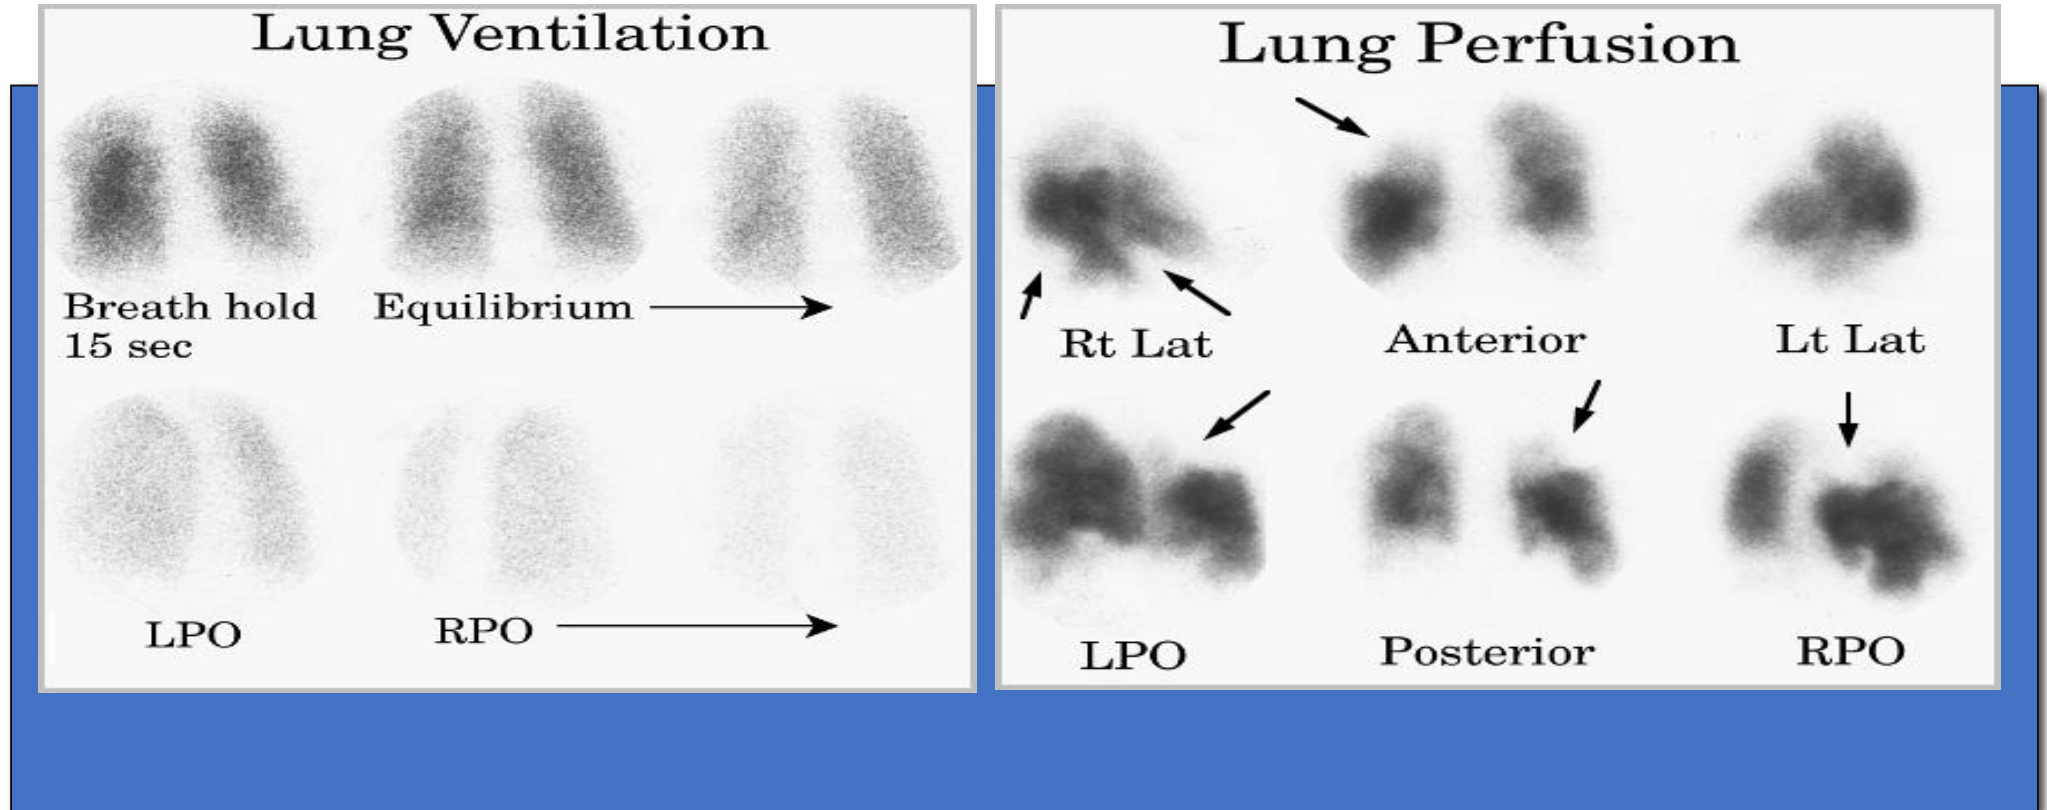 Lung Ventilation
Breath hold
15 sec
Equilibrium
LPO
RPO
Lung Perfusion
Rt Lat
Anterior
Lt Lat
LPO
Posterior
RPO